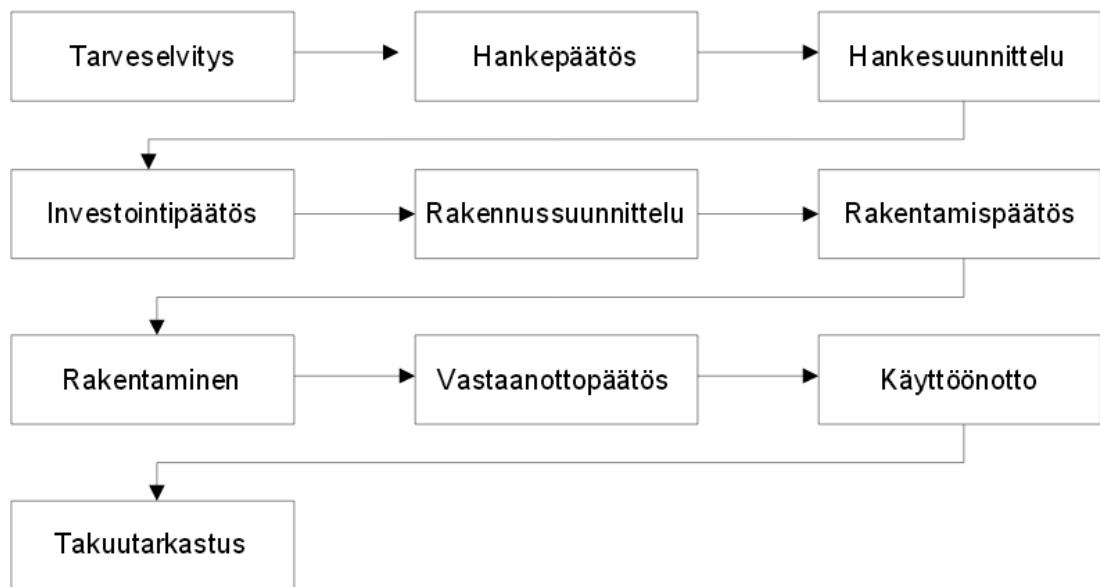 Tarveselvitys
Hankepäätös
Hankesuunnittelu
Investointipäätös
Rakennussuunnittelu
Rakentamispäätös
Rakentaminen
Vastaanottopäätös
Käyttöönotto
Takuutarkastus